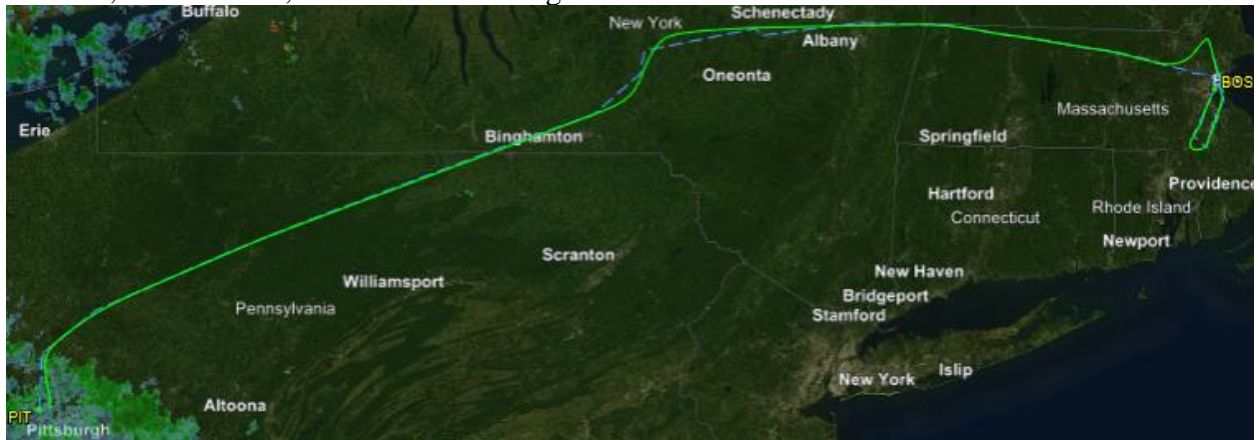 Buffalo
New York
Schenectady
Albany
Oneonta
BOS
Massachusetts
Erie
Binghamton
Springfield
Providence
Hartford
Connecticut
Rhode Island
Newport
Scranton
Williamsport
Pennsylvania
New Haven
Bridgeport
Stamford
Islip
New York
Altoona
PIT
Pittsburgh